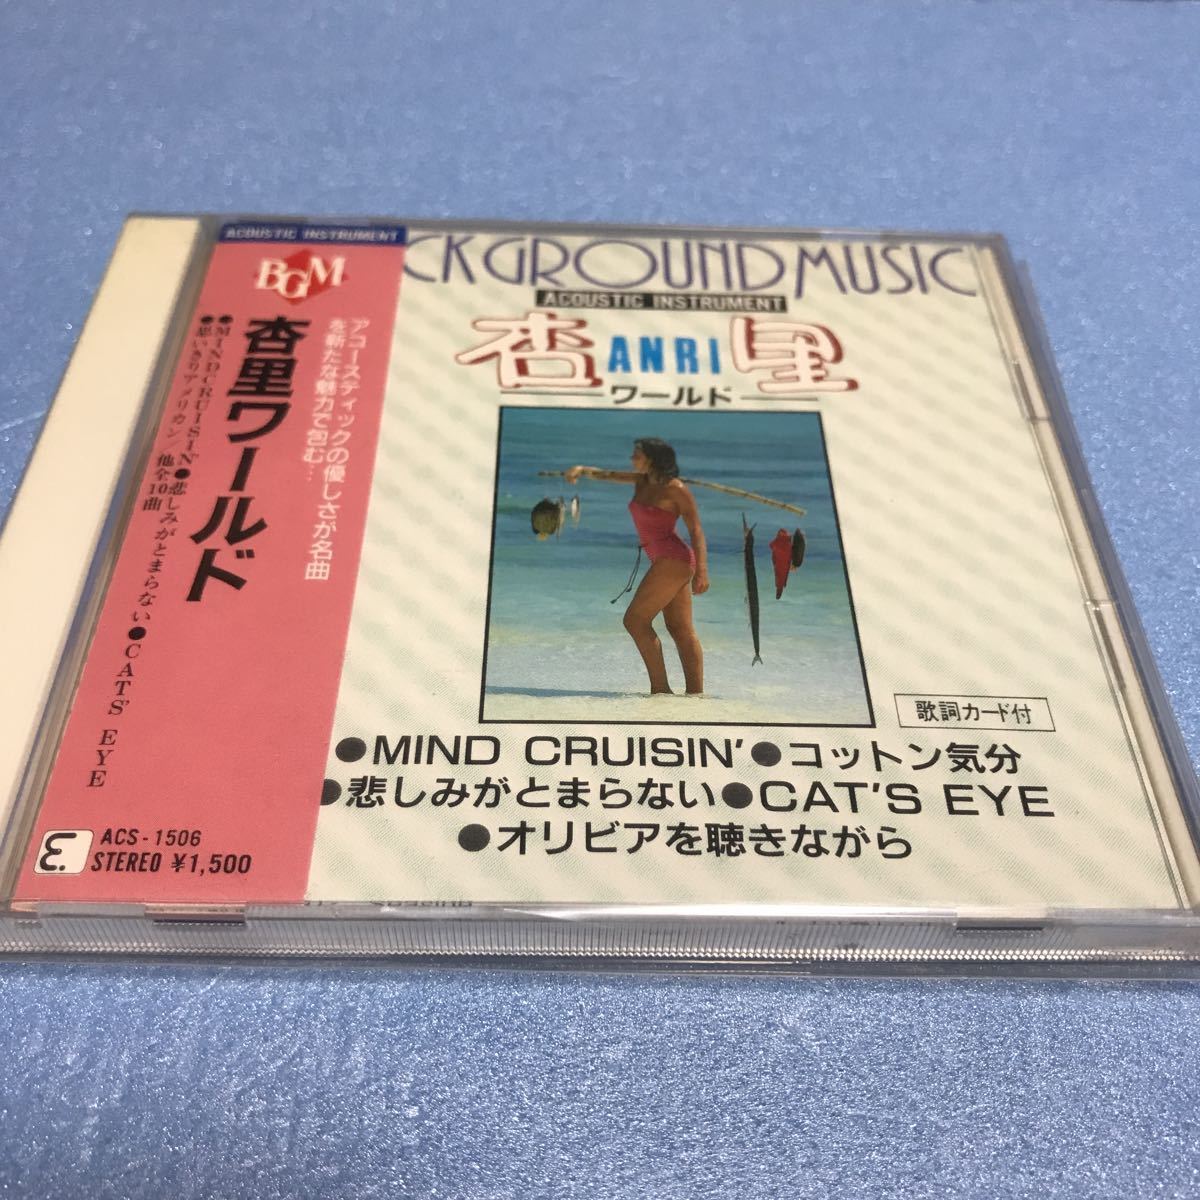 ACOUSTIC INSTRUMENT
BGM
杏里ワールド
アコースティックの優しさが名曲
を新たな魅力で包む…
●MIND CRUISIN'●悲しみがとまらない●CATS' EYE
●思いきりアメリカン/他全10曲
ε.
ACS-1506
STEREO ¥1,500
CK GROUND MUSIC
ACOUSTIC INSTRUMENT
杏 ANRI 里
ワールド
歌詞カード付
●MIND CRUISIN'●コットン気分
●悲しみがとまらない●CAT'S EYE
●オリビアを聴きながら